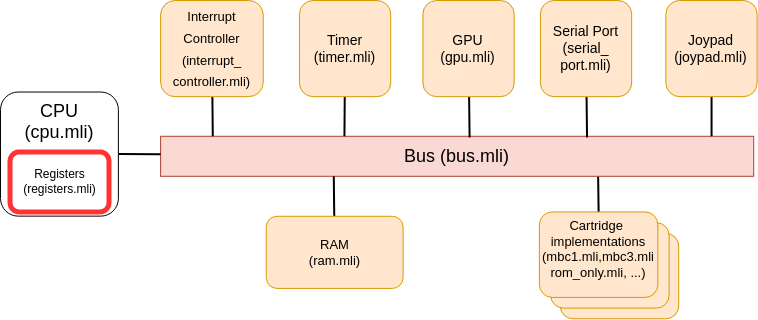 Interrupt
Controller
(interrupt_
controller.mli)
Timer
(timer.mli)
GPU
(gpu.mli)
Serial Port
(serial_
port.mli)
Joypad
(joypad.mli)
CPU
(cpu.mli)
Registers
(registers.mli)
Bus (bus.mli)
RAM
(ram.mli)
Cartridge
implementations
(mbc1.mli,mbc3.mli
rom_only.mli, ...)